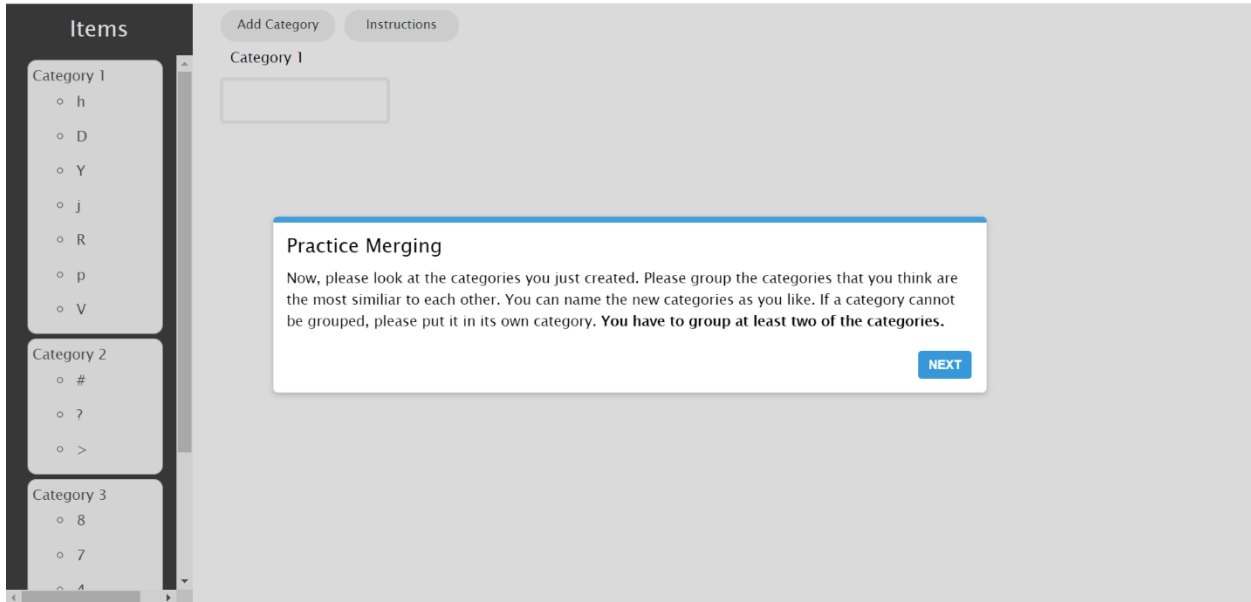 Items
Category 1
h
D
Y
j
R
p
V
Category 2
#
?
>
Category 3
8
7
4
Add Category
Instructions
Category 1
Practice Merging
Now, please look at the categories you just created. Please group the categories that you think are
the most similiar to each other. You can name the new categories as you like. If a category cannot
be grouped, please put it in its own category. You have to group at least two of the categories.
NEXT